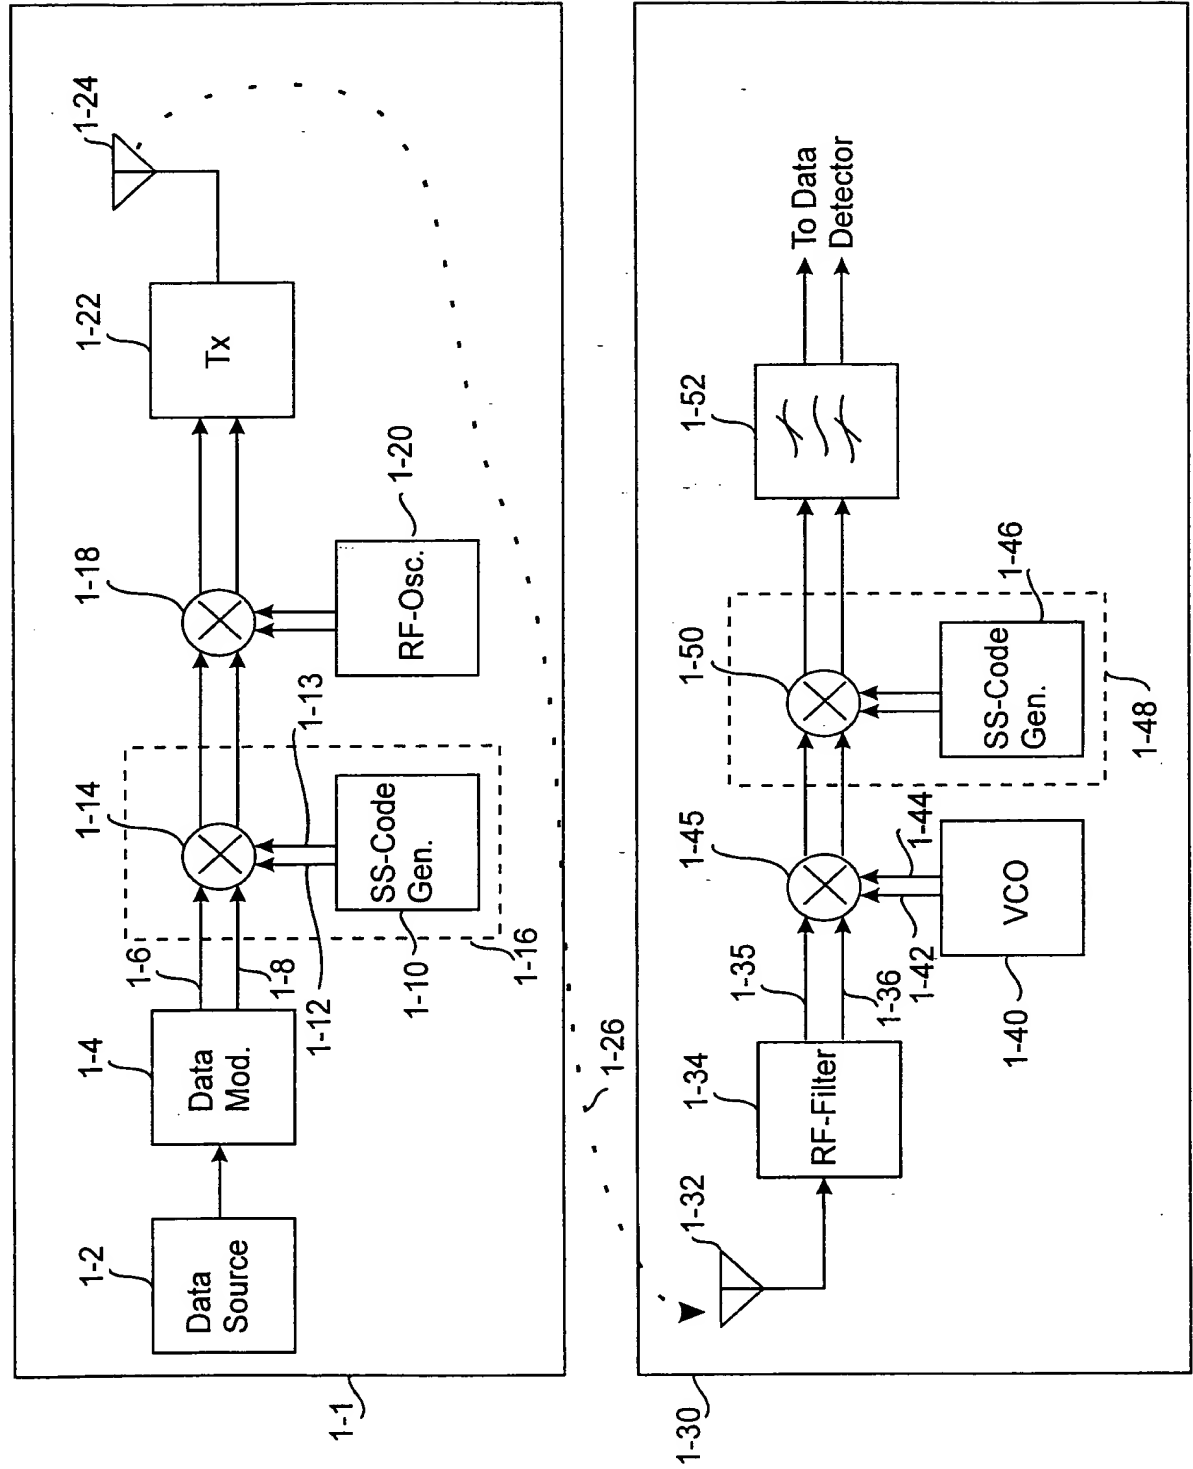 1-2
Data
Source
1-4
Data
Mod.
1-6
1-8
1-10
SS-Code
Gen.
1-12
1-13
1-14
1-16
1-18
RF-Osc.
1-20
1-22
Tx
1-24
1-1
1-26
1-30
1-32
1-34
RF-Filter
1-35
1-36
1-40
VCO
1-42
1-44
1-45
1-50
SS-Code
Gen.
1-46
1-48
1-52
To Data
Detector